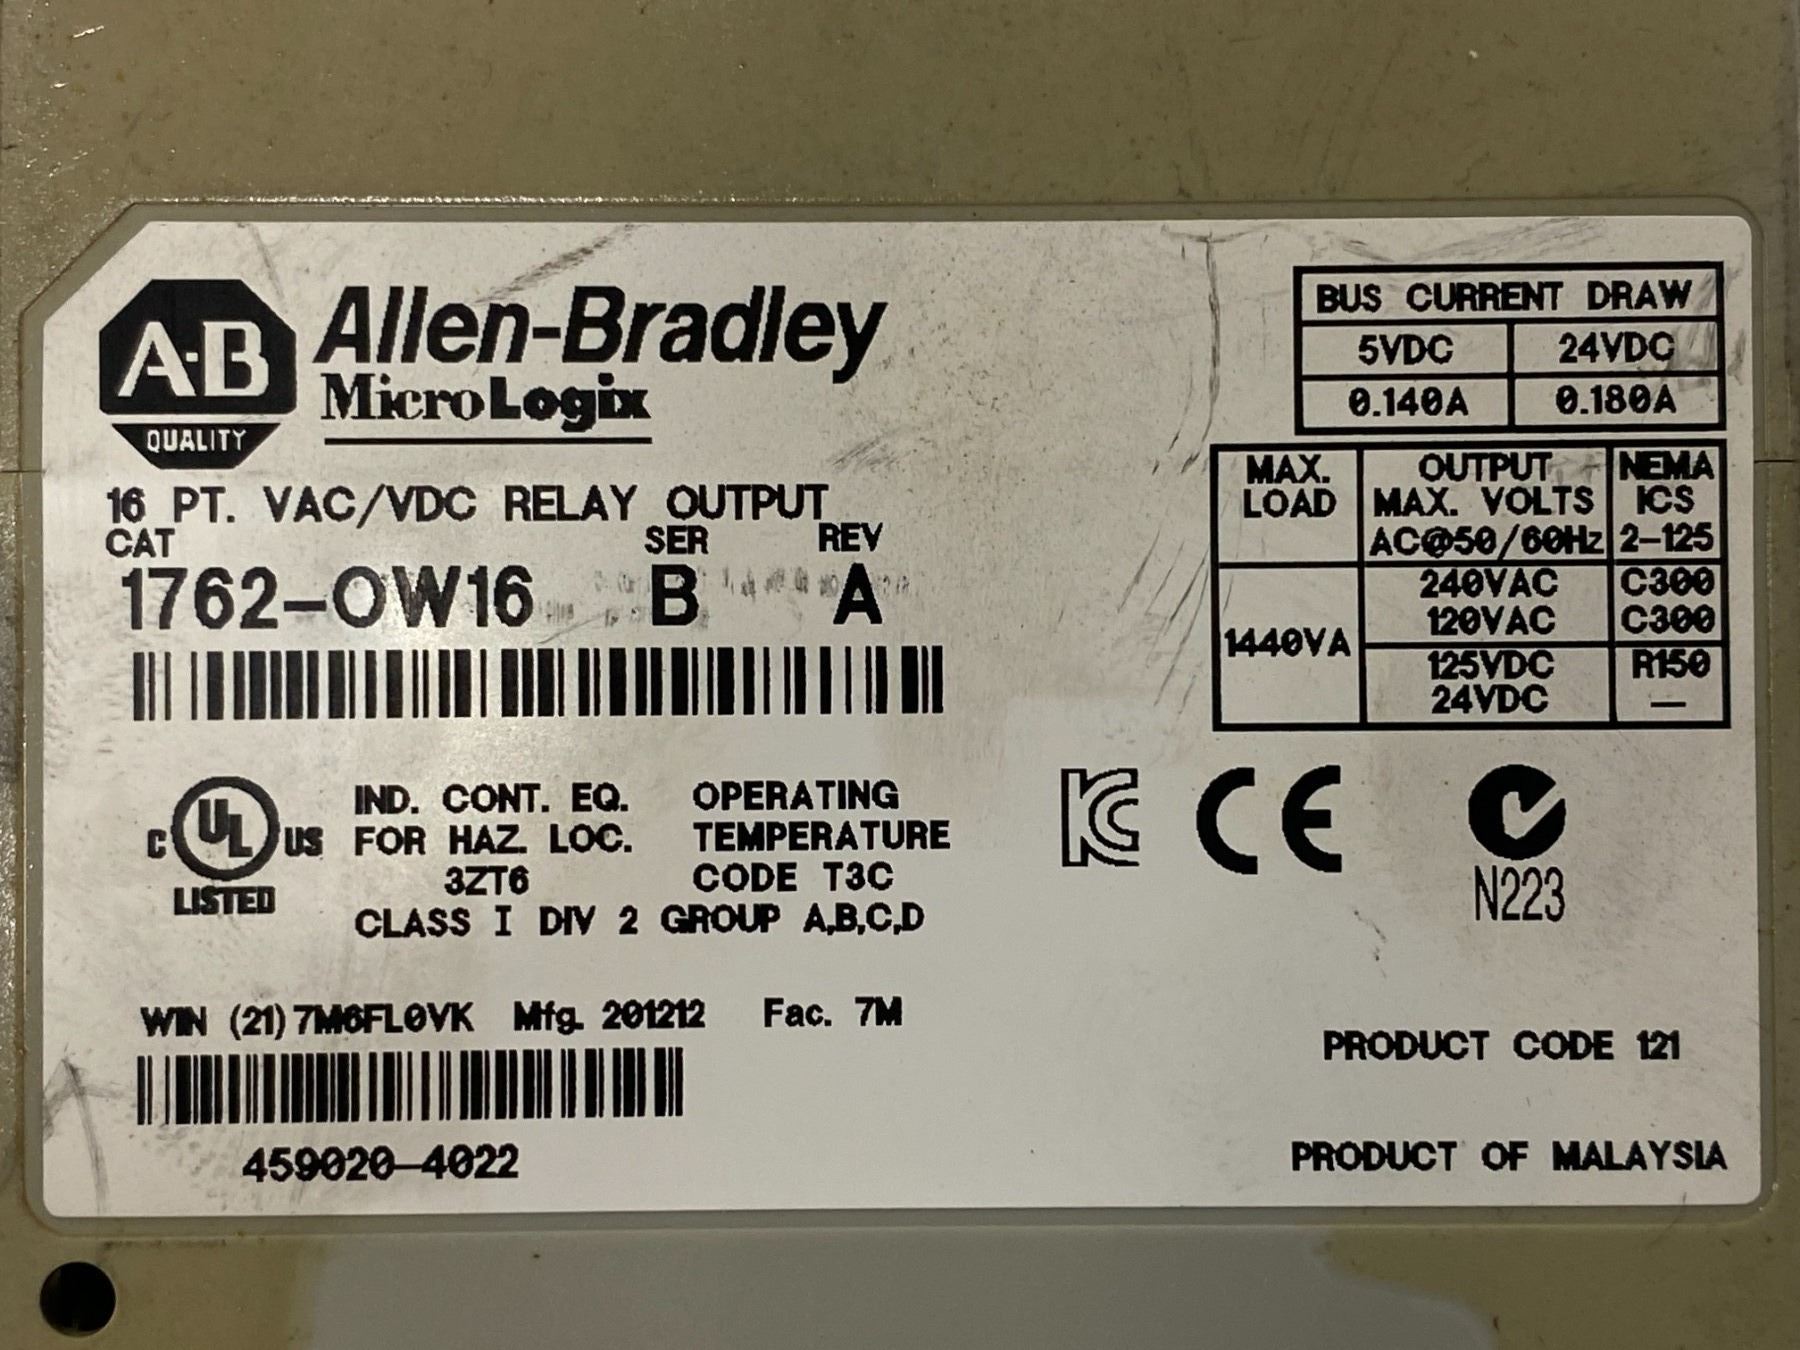 A-B
QUALITY
Allen-Bradley
MicroLogix
16 PT. VAC/VDC RELAY OUTPUT
CAT SER REV
1762-OW16 B A
BUS CURRENT DRAW
5VDC 24VDC
0.140A 0.180A
MAX. LOAD OUTPUT MAX. VOLTS AC@50/60Hz NEMA ICS 2-125
1440VA
240VAC C300
120VAC C300
125VDC R150
24VDC —
C UL US
LISTED
IND. CONT. EQ.
FOR HAZ. LOC.
3ZT6
OPERATING
TEMPERATURE
CODE T3C
CLASS I DIV 2 GROUP A,B,C,D
KC CE
N223
WIN (21)7M6FL0VK Mfg. 201212 Fac. 7M
459020-4022
PRODUCT CODE 121
PRODUCT OF MALAYSIA